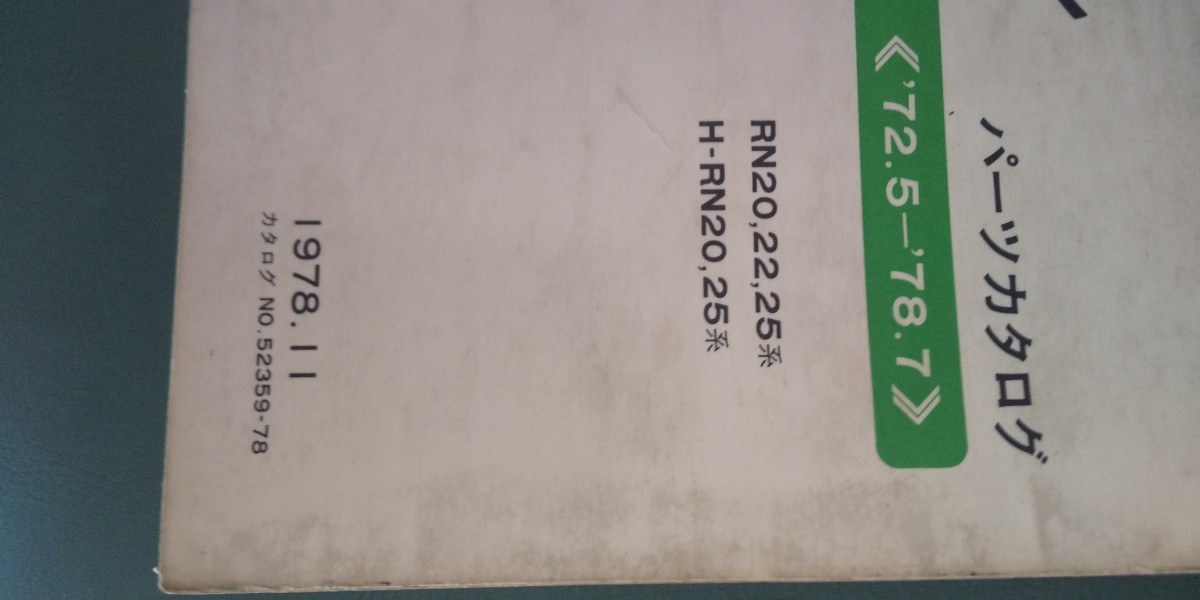 パーツカタログ
《'72.5—'78.7》
RN20,22,25系
H-RN20,25系
1978.11
カタログ NO.52359-78